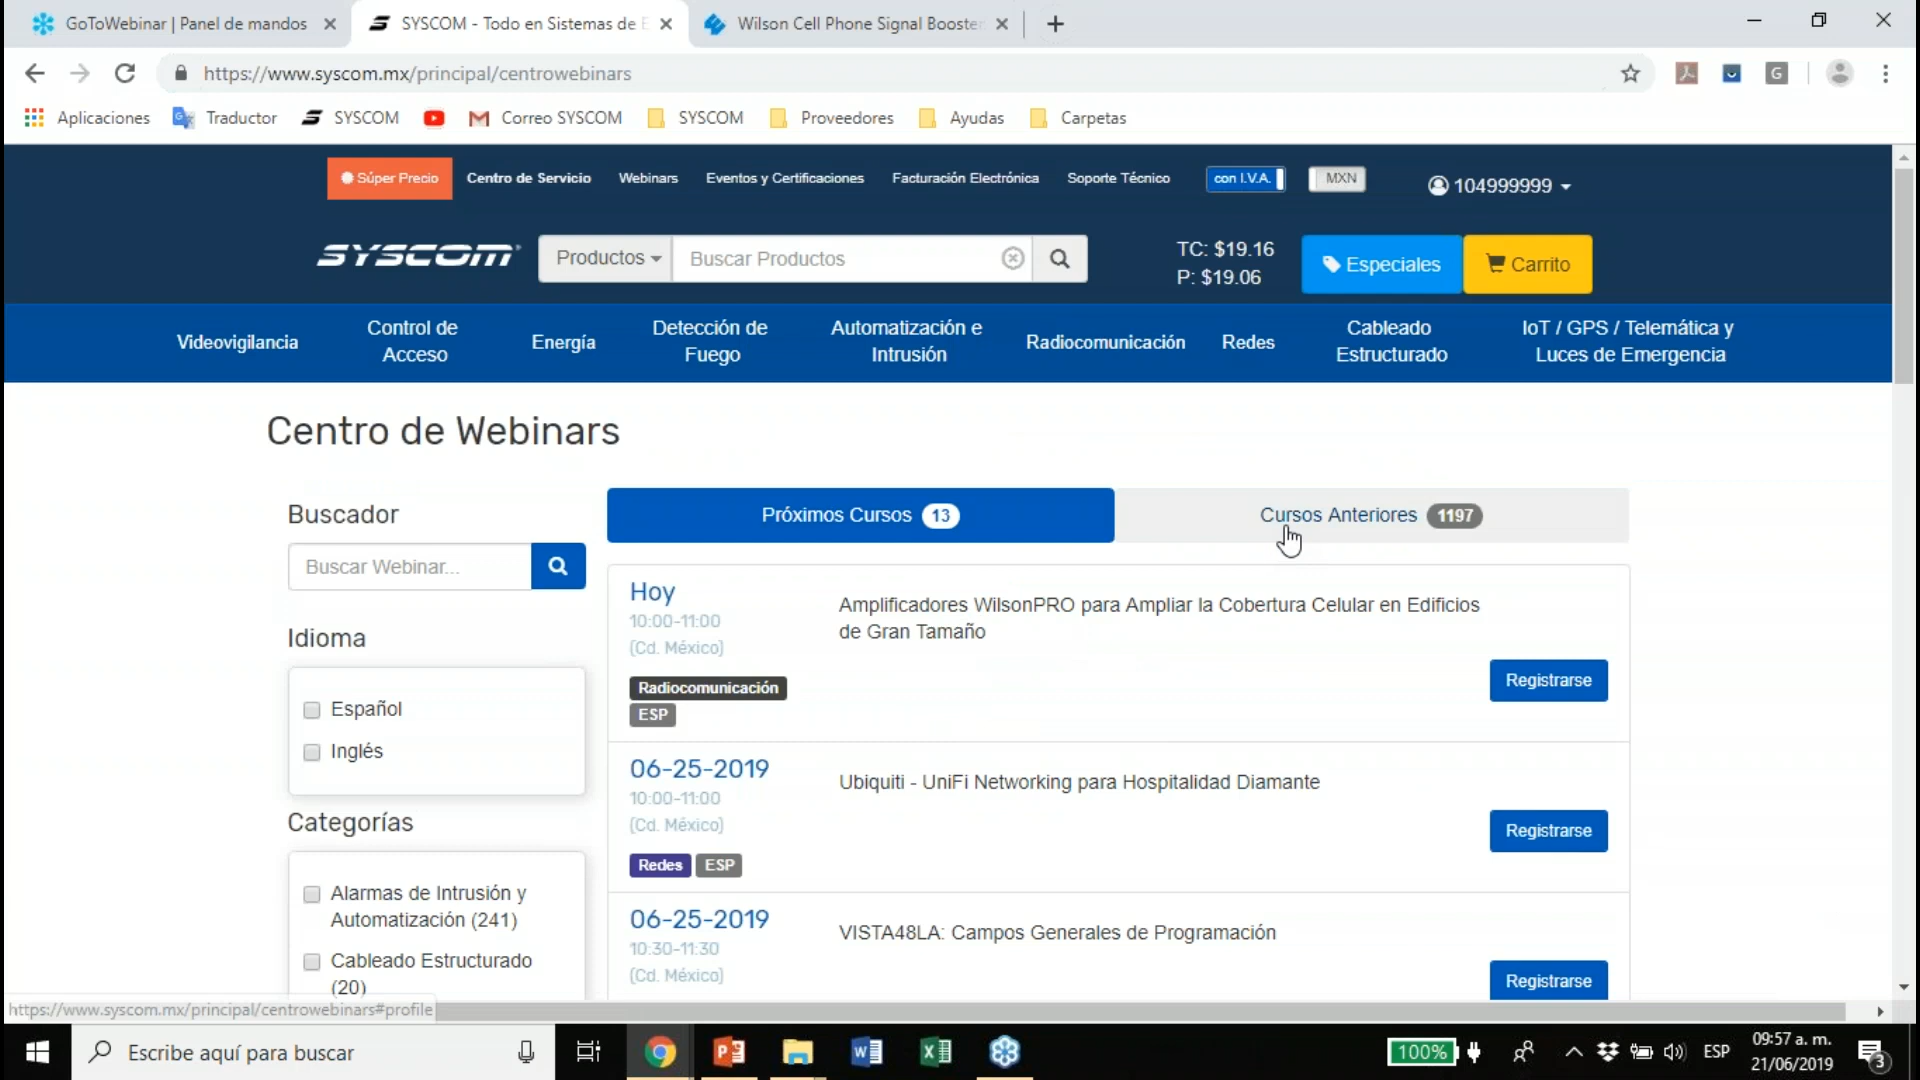 GoToWebinar | Panel de mandos
SYSCOM - Todo en Sistemas de
Wilson Cell Phone Signal Booste
https://www.syscom.mx/principal/centrowebinars
Aplicaciones Traductor SYSCOM Correo SYSCOM SYSCOM Proveedores Ayudas Carpetas
Súper Precio Centro de Servicio Webinars Eventos y Certificaciones Facturación Electrónica Soporte Técnico con I.V.A. MXN 104999999
SYSCOM Productos Buscar Productos
TC: $19.16
P: $19.06
Especiales Carrito
Videovigilancia
Control de
Acceso
Energía
Detección de
Fuego
Automatización e
Intrusión
Radiocomunicación
Redes
Cableado
Estructurado
IoT / GPS / Telemática y
Luces de Emergencia
Centro de Webinars
Buscador
Buscar Webinar...
Idioma
Español
Inglés
Categorías
Alarmas de Intrusión y
Automatización (241)
Cableado Estructurado
(20)
Próximos Cursos 13
Cursos Anteriores 1197
Hoy
10:00-11:00
(Cd. México)
Radiocomunicación
ESP
Amplificadores WilsonPRO para Ampliar la Cobertura Celular en Edificios
de Gran Tamaño
Registrarse
06-25-2019
10:00-11:00
(Cd. México)
Redes ESP
Ubiquiti - UniFi Networking para Hospitalidad Diamante
Registrarse
06-25-2019
10:30-11:30
(Cd. México)
VISTA48LA: Campos Generales de Programación
Registrarse
https://www.syscom.mx/principal/centrowebinars#profile
Escribe aquí para buscar
100%
ESP
09:57 a. m.
21/06/2019
3